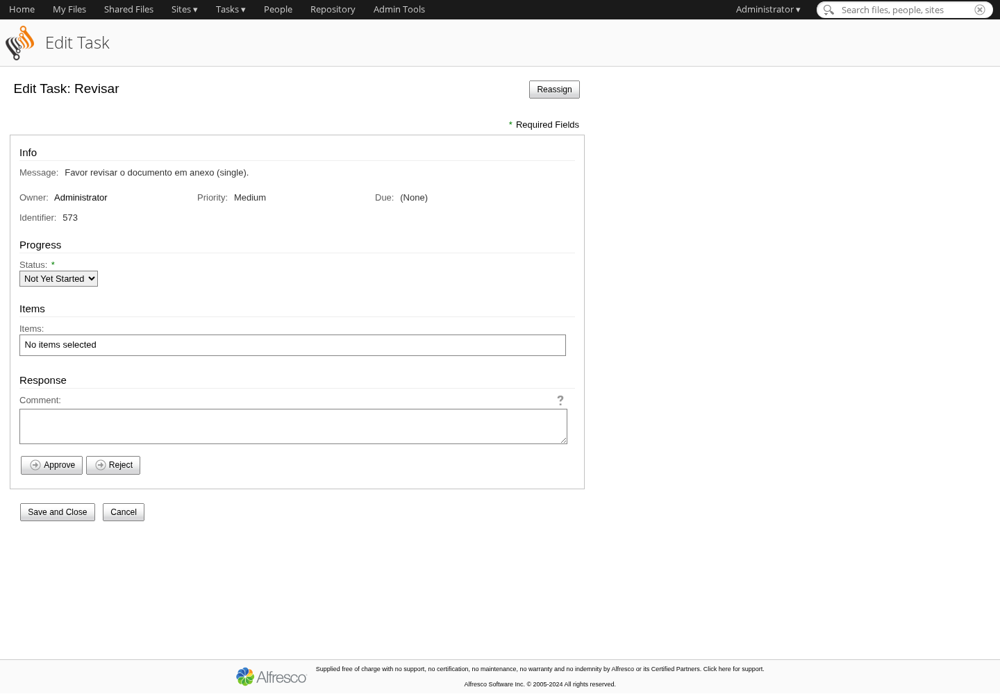 Home My Files Shared Files Sites ▾ Tasks ▾ People Repository Admin Tools Administrator ▾ Search files, people, sites
Edit Task
Edit Task: Revisar
Reassign
* Required Fields
Info
Message: Favor revisar o documento em anexo (single).
Owner: Administrator Priority: Medium Due: (None)
Identifier: 573
Progress
Status: *
Not Yet Started
Items
Items:
No items selected
Response
Comment: ?
Approve Reject
Save and Close Cancel
Alfresco Supplied free of charge with no support, no certification, no maintenance, no warranty and no indemnity by Alfresco or its Certified Partners. Click here for support.
Alfresco Software Inc. © 2005-2024 All rights reserved.